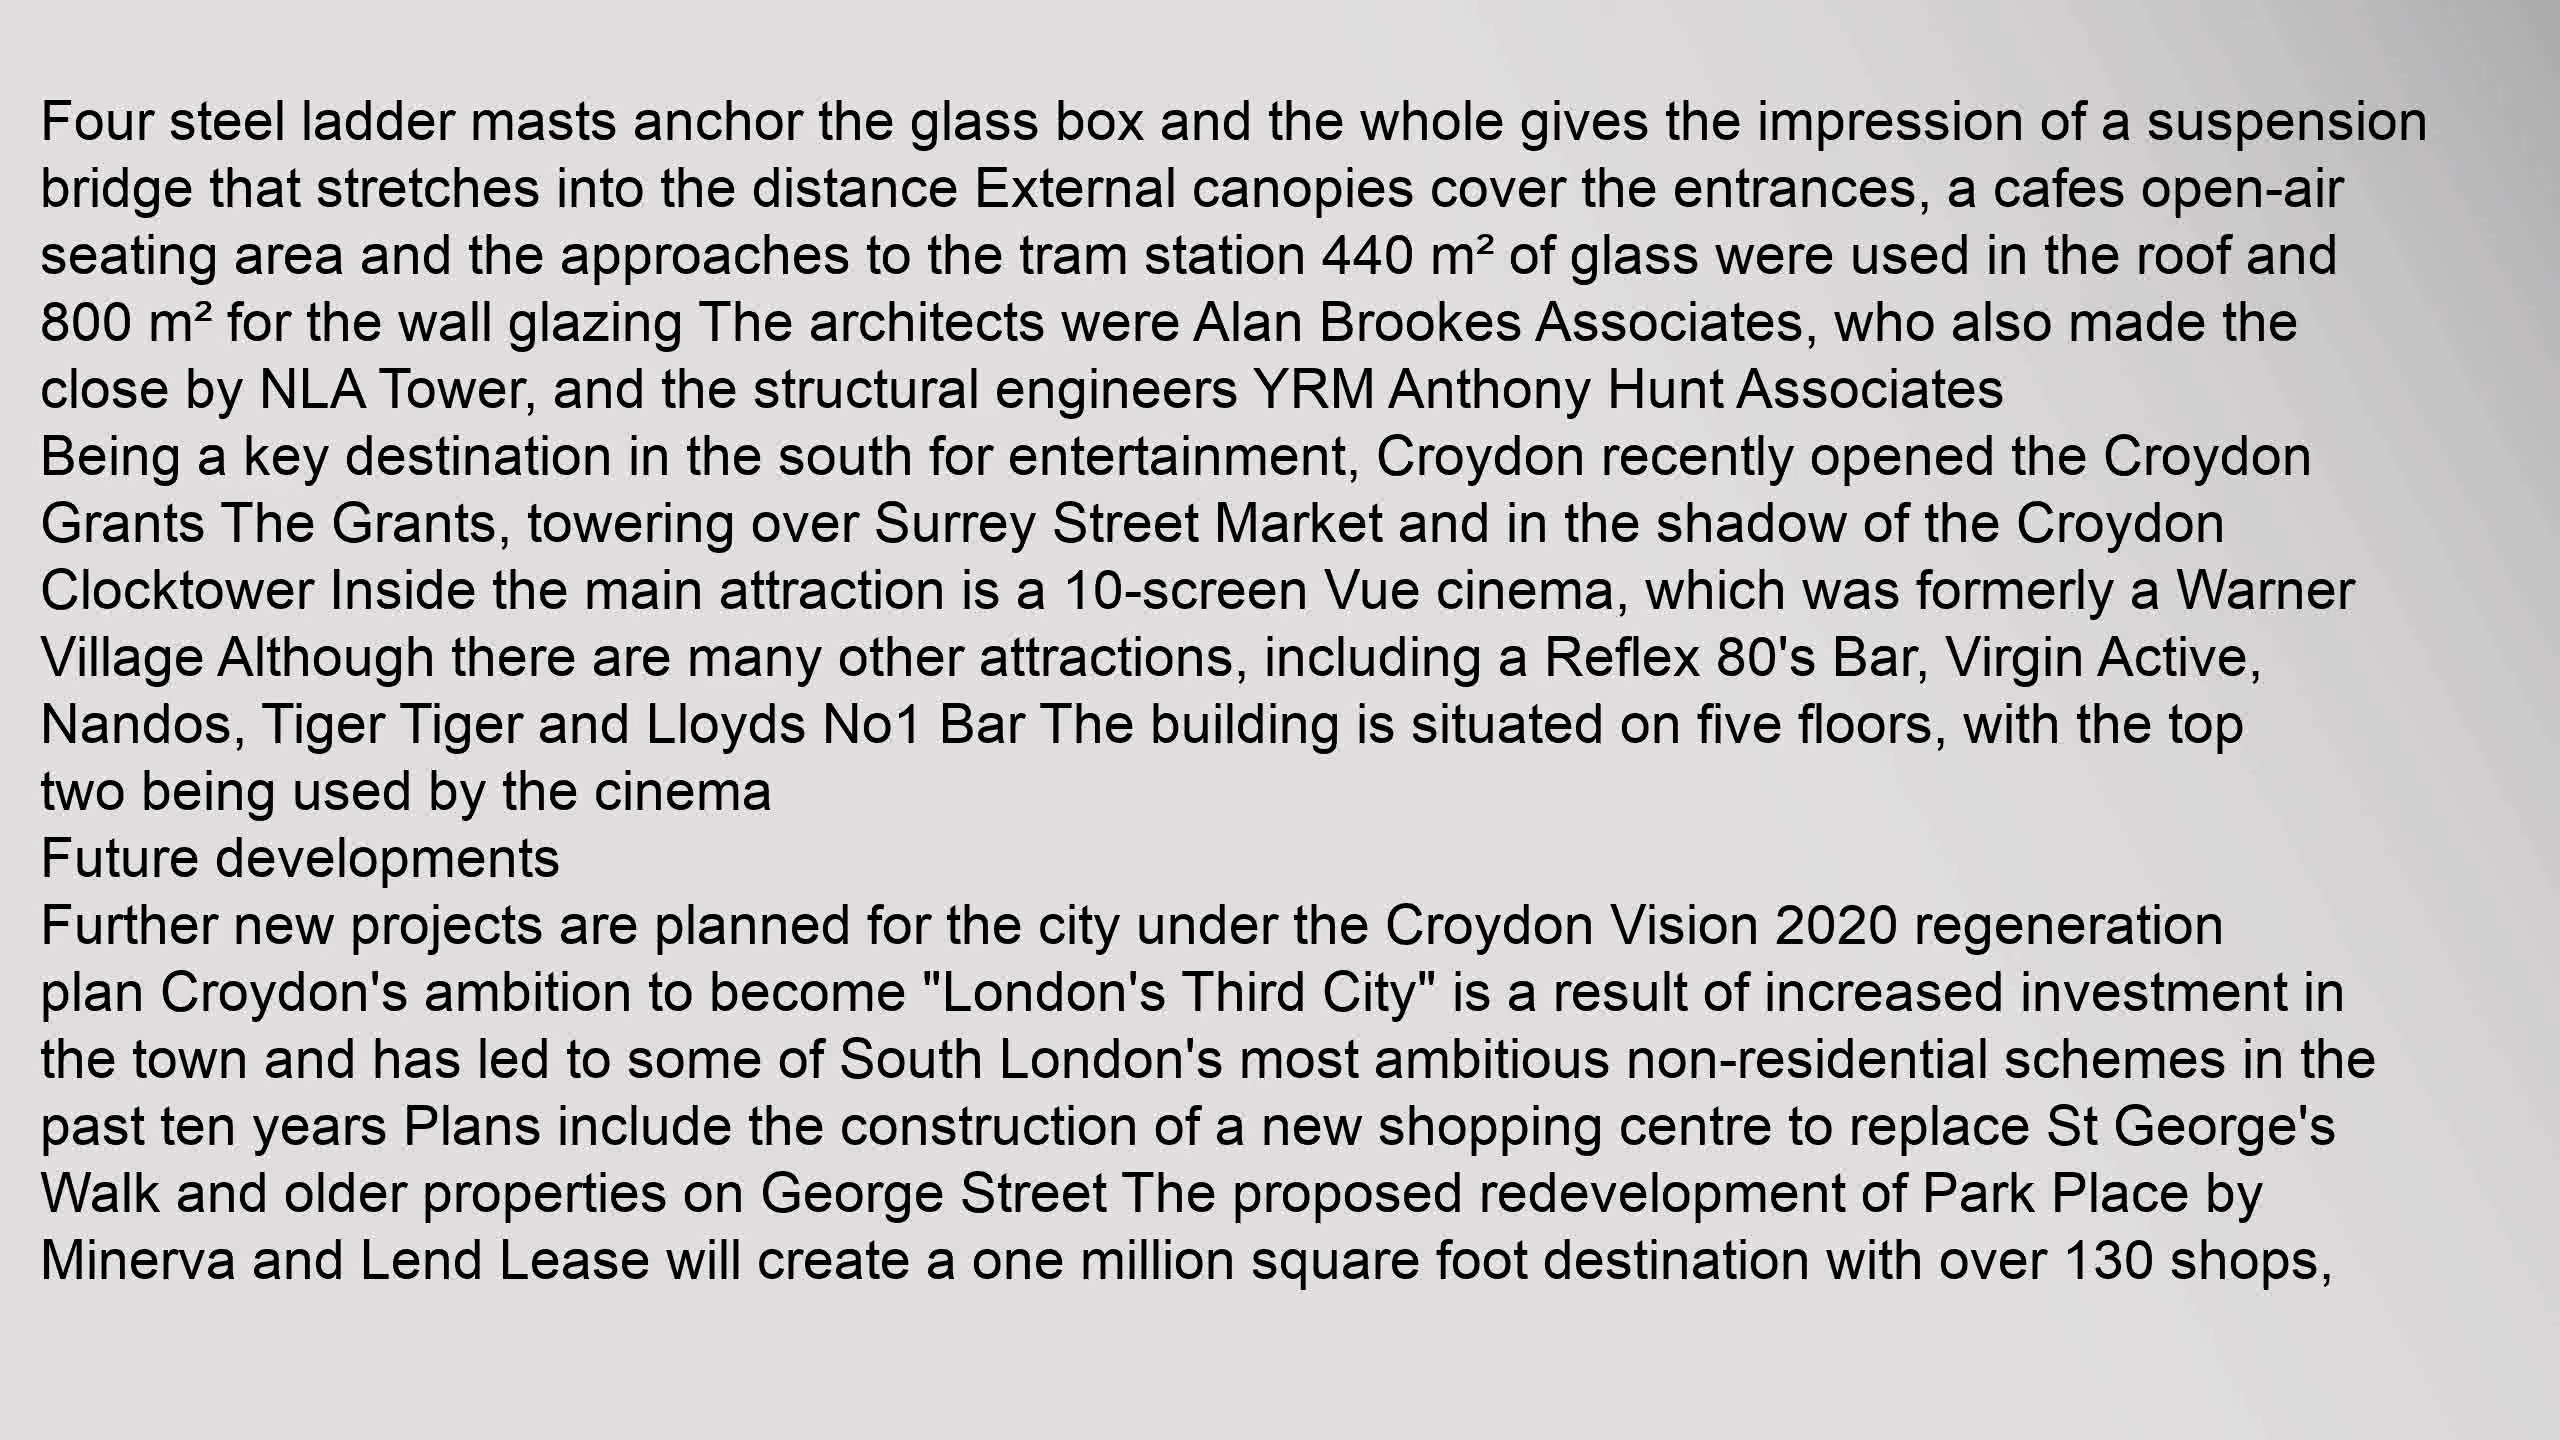 Four steel ladder masts anchor the glass box and the whole gives the impression of a suspension
bridge that stretches into the distance External canopies cover the entrances, a cafes open-air
seating area and the approaches to the tram station 440 m² of glass were used in the roof and
800 m² for the wall glazing The architects were Alan Brookes Associates, who also made the
close by NLA Tower, and the structural engineers YRM Anthony Hunt Associates
Being a key destination in the south for entertainment, Croydon recently opened the Croydon
Grants The Grants, towering over Surrey Street Market and in the shadow of the Croydon
Clocktower Inside the main attraction is a 10-screen Vue cinema, which was formerly a Warner
Village Although there are many other attractions, including a Reflex 80's Bar, Virgin Active,
Nandos, Tiger Tiger and Lloyds No1 Bar The building is situated on five floors, with the top
two being used by the cinema
Future developments
Further new projects are planned for the city under the Croydon Vision 2020 regeneration
plan Croydon's ambition to become "London's Third City" is a result of increased investment in
the town and has led to some of South London's most ambitious non-residential schemes in the
past ten years Plans include the construction of a new shopping centre to replace St George's
Walk and older properties on George Street The proposed redevelopment of Park Place by
Minerva and Lend Lease will create a one million square foot destination with over 130 shops,